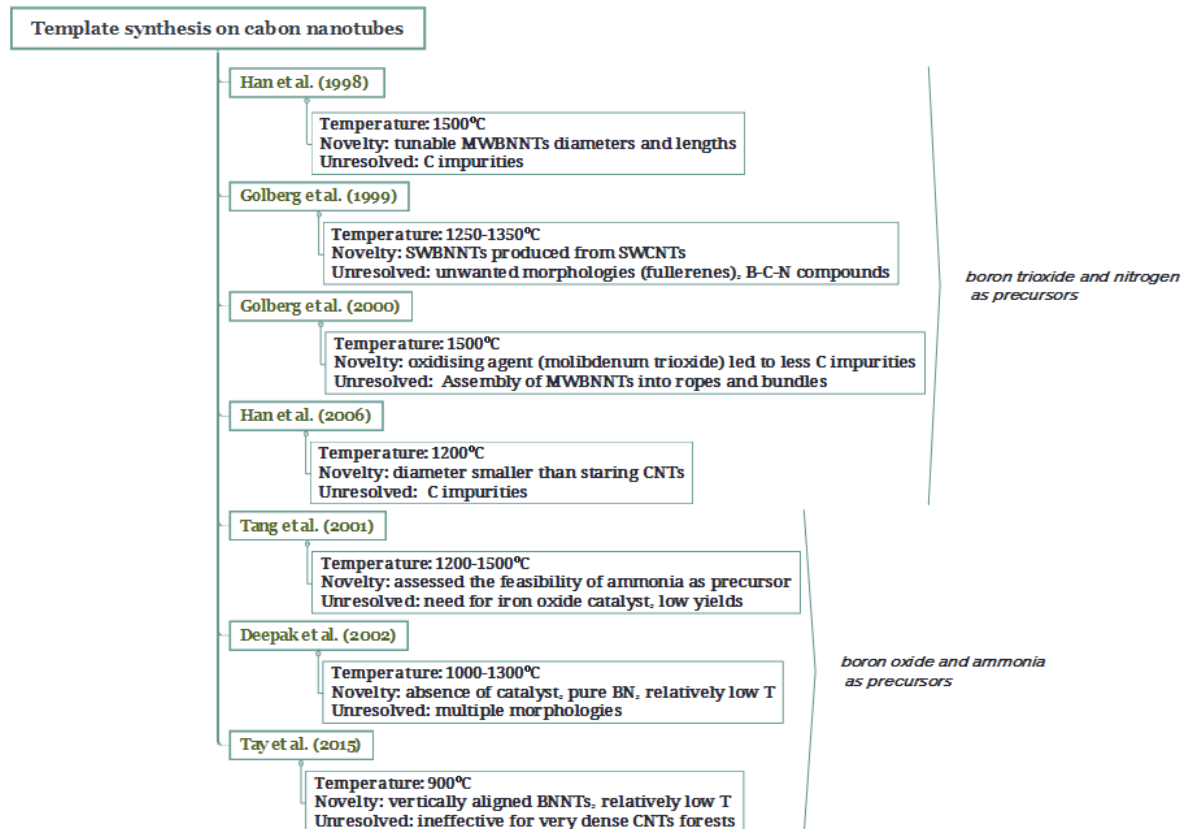 Template synthesis on cabon nanotubes
Han et al. (1998)
Temperature: 1500ºC
Novelty: tunable MWBNNTs diameters and lengths
Unresolved: C impurities
Golberg et al. (1999)
Temperature: 1250-1350ºC
Novelty: SWBNNTs produced from SWCNTs
Unresolved: unwanted morphologies (fullerenes), B-C-N compounds
Golberg et al. (2000)
Temperature: 1500ºC
Novelty: oxidising agent (molibdenum trioxide) led to less C impurities
Unresolved: Assembly of MWBNNTs into ropes and bundles
Han et al. (2006)
Temperature: 1200ºC
Novelty: diameter smaller than staring CNTs
Unresolved: C impurities
boron trioxide and nitrogen
as precursors
Tang et al. (2001)
Temperature: 1200-1500ºC
Novelty: assessed the feasibility of ammonia as precursor
Unresolved: need for iron oxide catalyst, low yields
Deepak et al. (2002)
Temperature: 1000-1300ºC
Novelty: absence of catalyst, pure BN, relatively low T
Unresolved: multiple morphologies
Tay et al. (2015)
Temperature: 900ºC
Novelty: vertically aligned BNNTs, relatively low T
Unresolved: ineffective for very dense CNTs forests
boron oxide and ammonia
as precursors